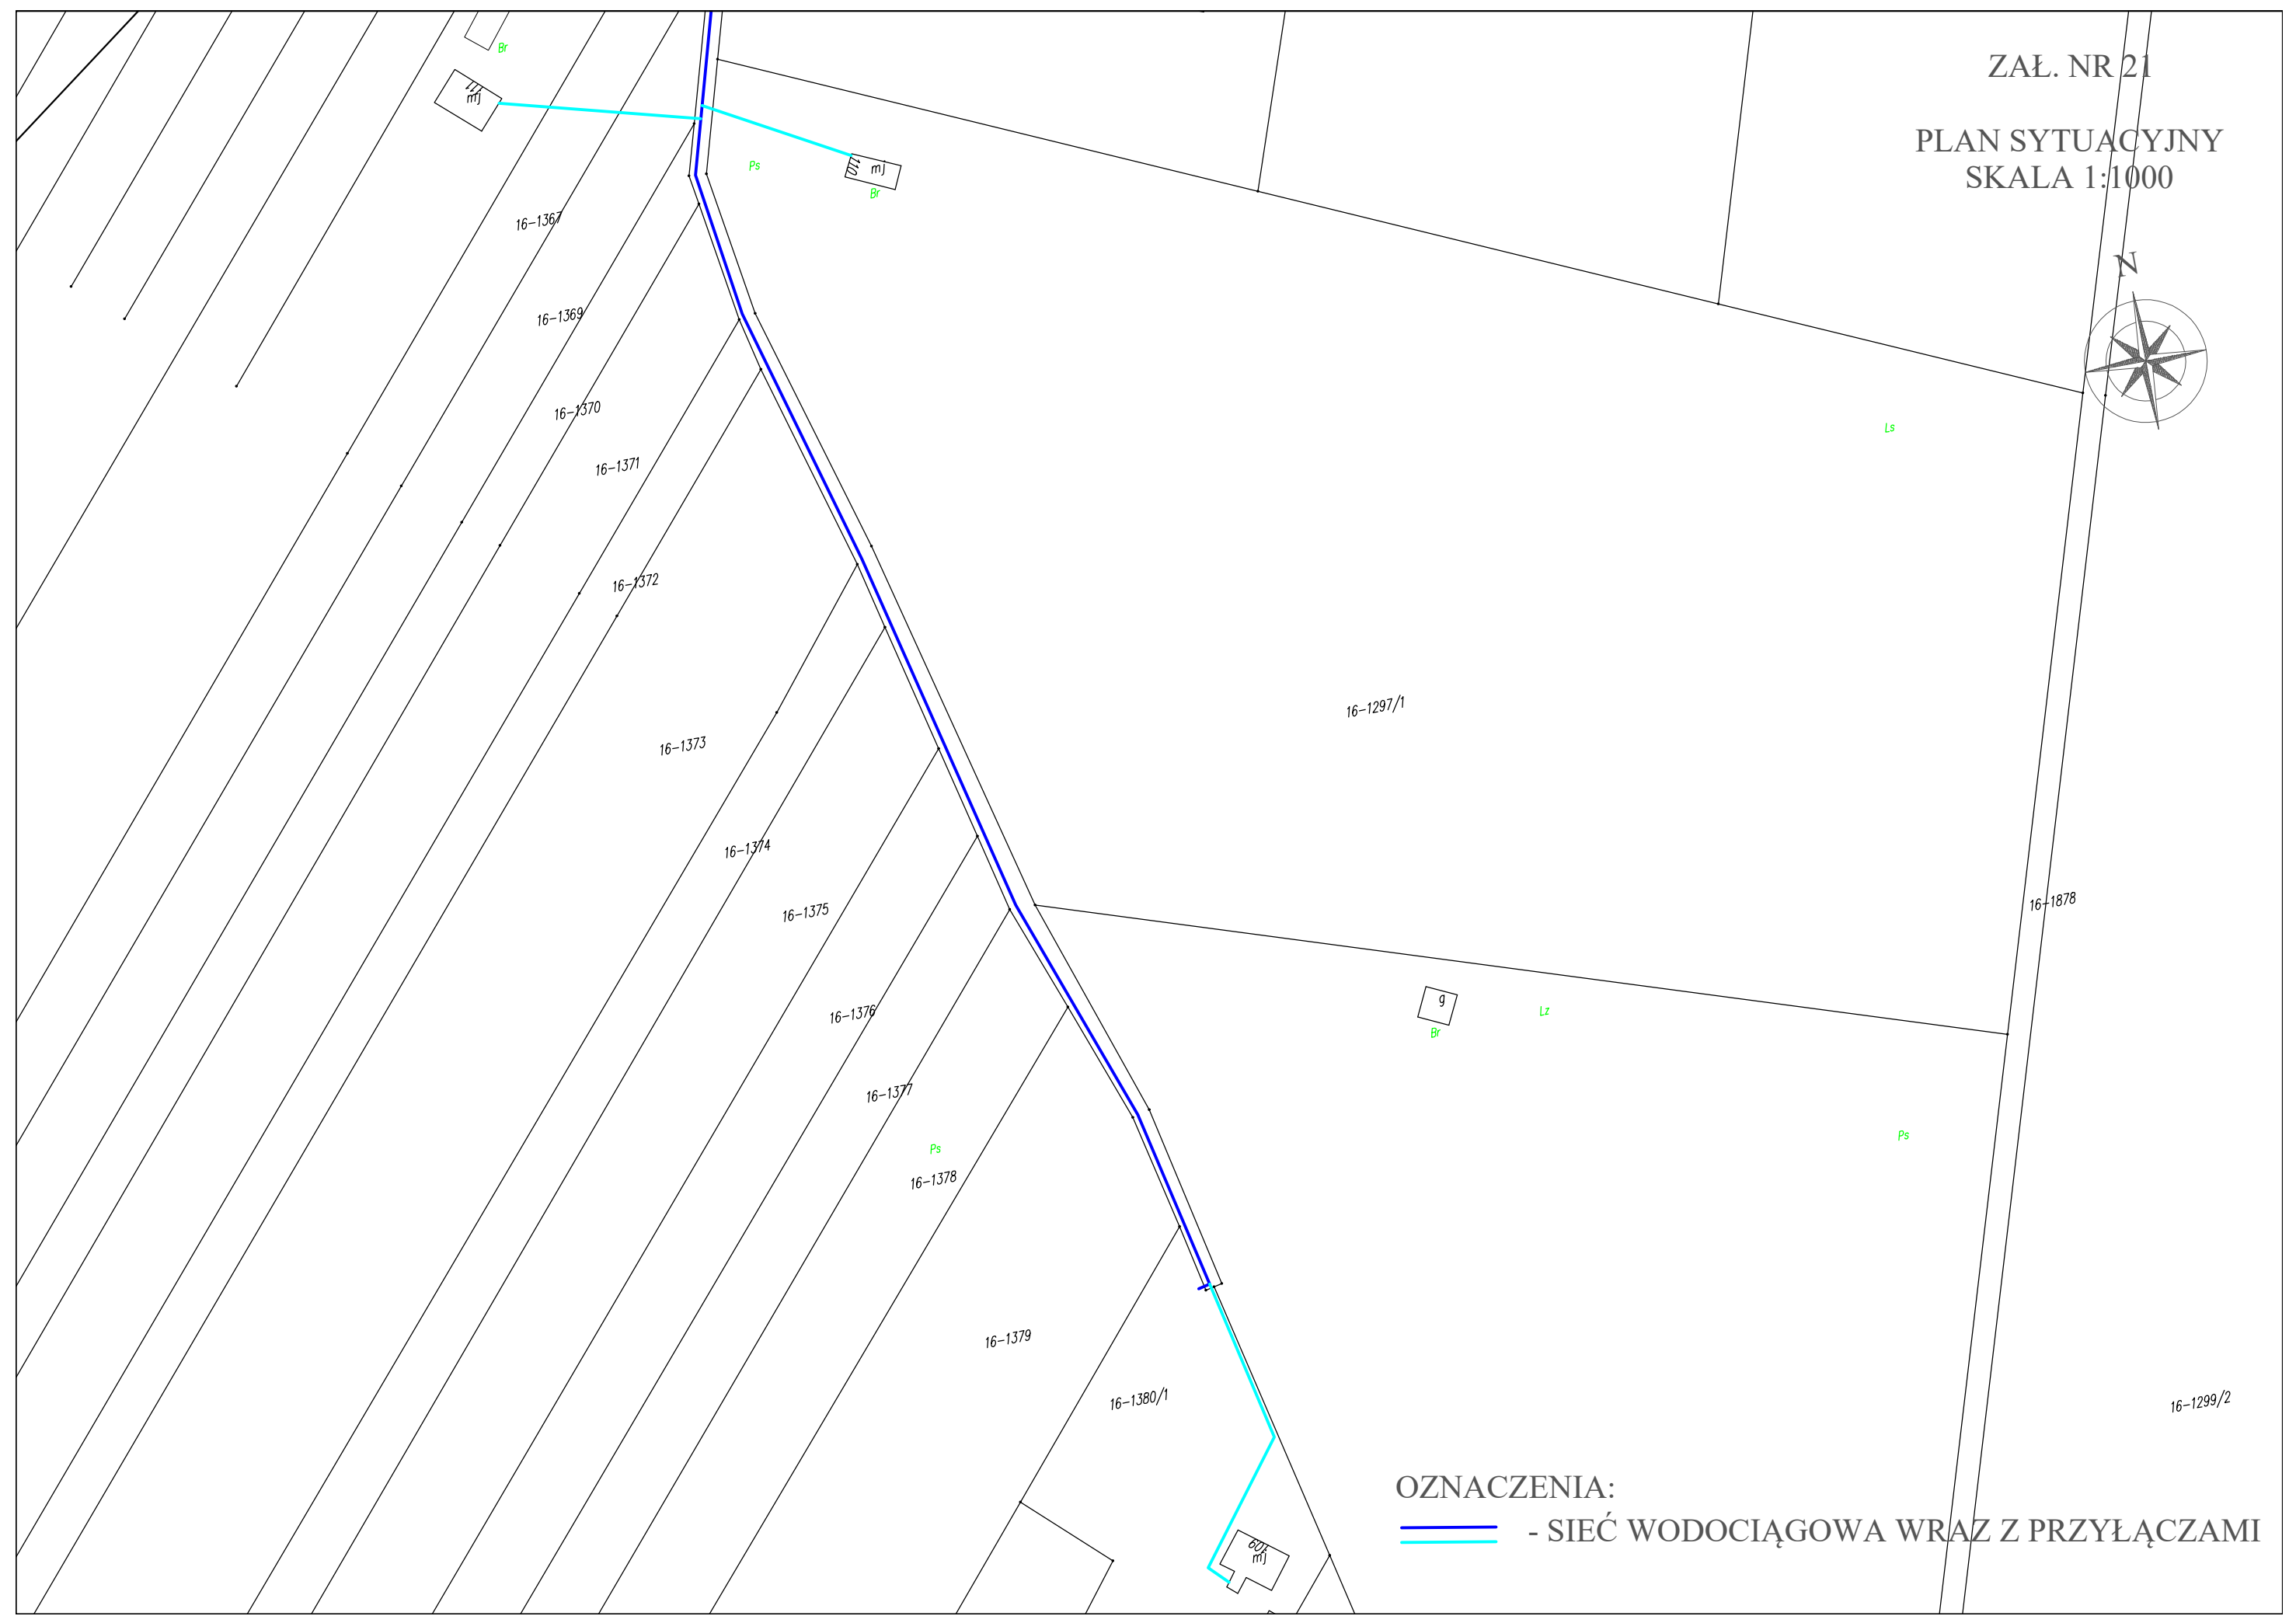 ZAŁ. NR 21
PLAN SYTUACYJNY
SKALA 1:1000
N
Br
111
mj
110
mj
Br
Ps
16-1367
16-1369
16-1370
16-1371
16-1372
16-1373
16-1374
16-1375
16-1376
16-1377
Ps
16-1378
16-1379
16-1380/1
Ls
16-1297/1
16-1878
g
Br
Lz
Ps
16-1299/2
109
mj
OZNACZENIA:
- SIEĆ WODOCIĄGOWA WRAZ Z PRZYŁĄCZAMI